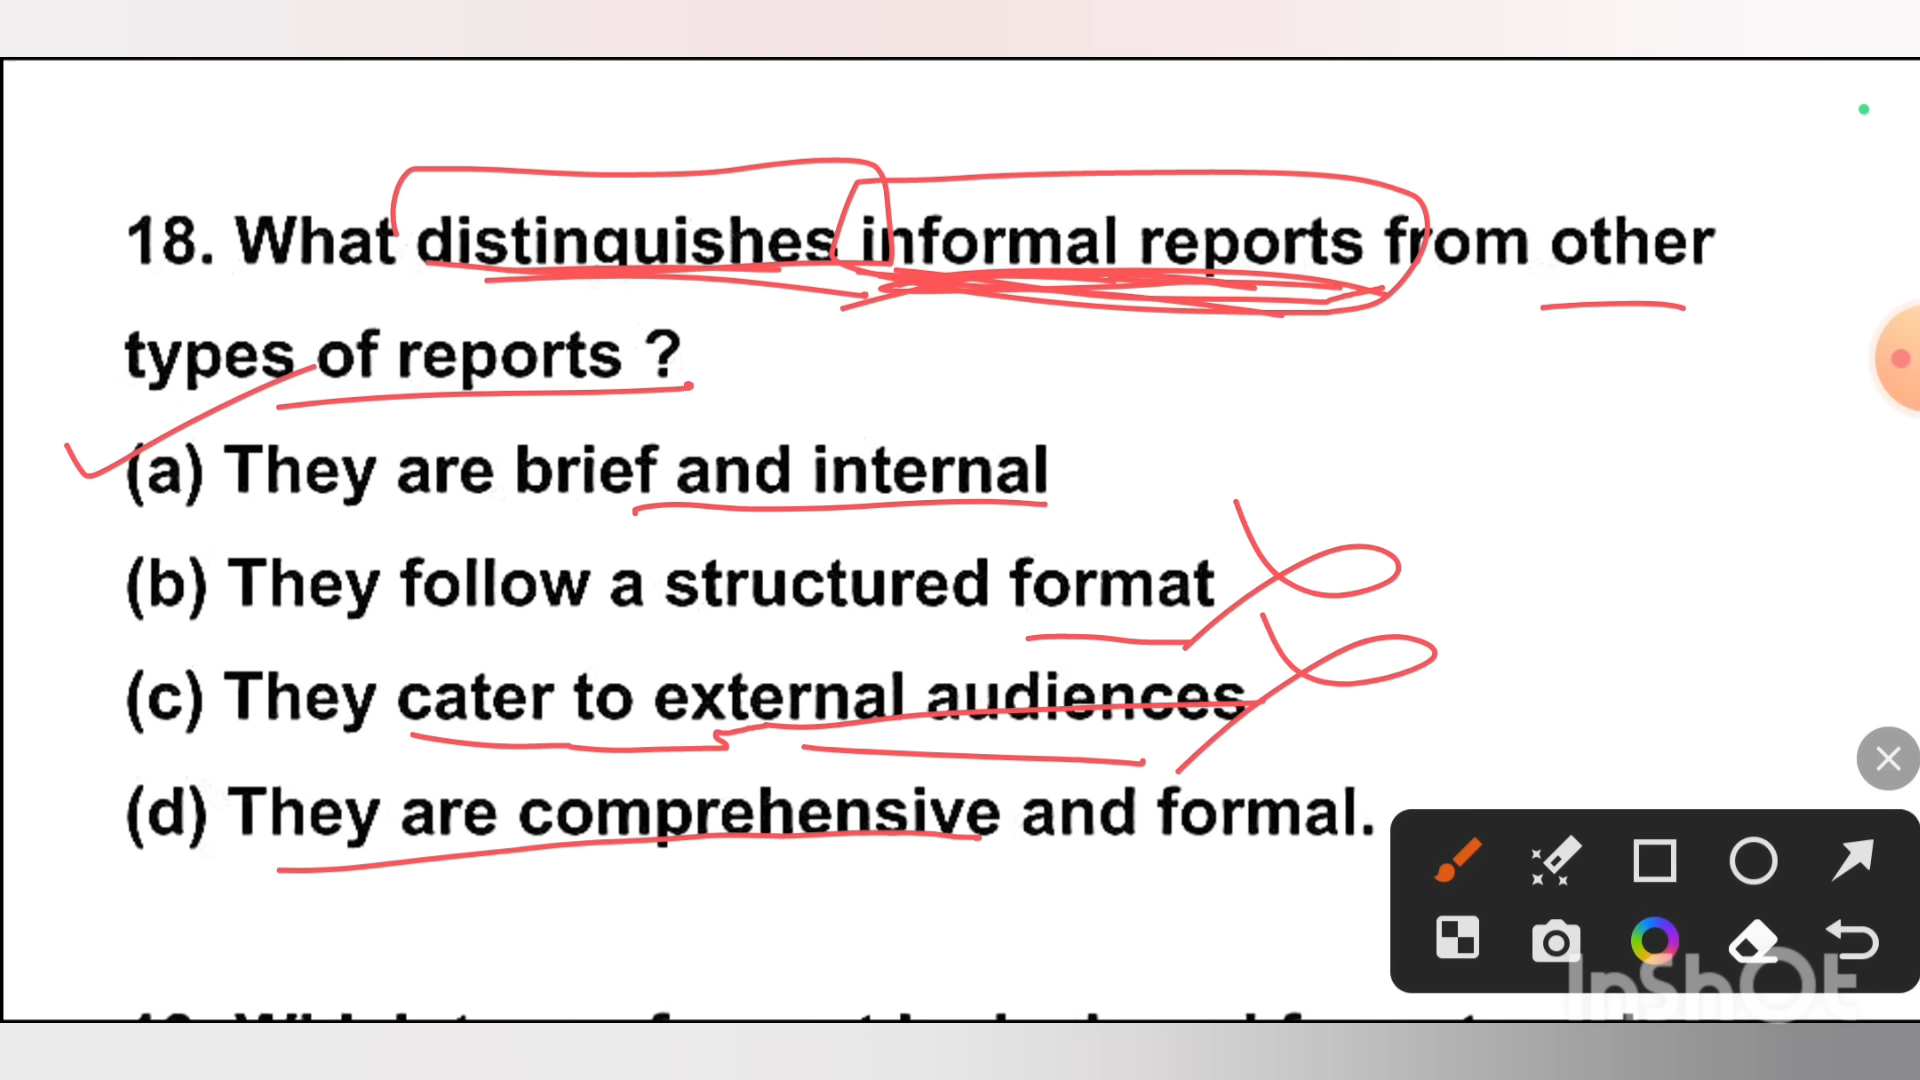 18. What distinguishes informal reports from other
types of reports ?
(a) They are brief and internal
(b) They follow a structured format
(c) They cater to external audiences
(d) They are comprehensive and formal.
InShOt